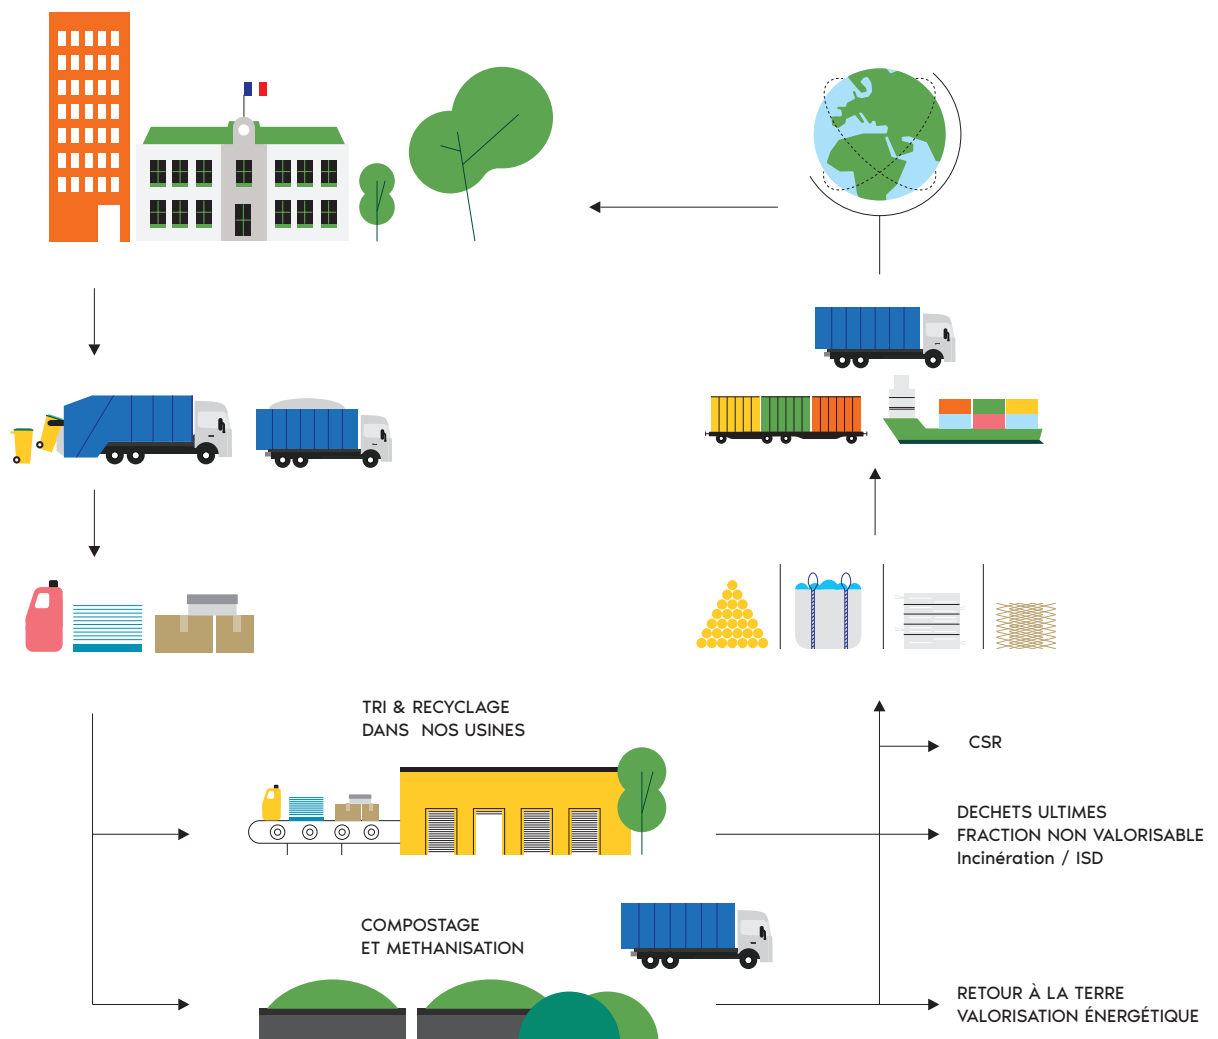 TRI & RECYCLAGE
DANS NOS USINES
CSR
DECHETS ULTIMES
FRACTION NON VALORISABLE
Incinération / ISD
COMPOSTAGE
ET METHANISATION
RETOUR À LA TERRE
VALORISATION ÉNERGÉTIQUE